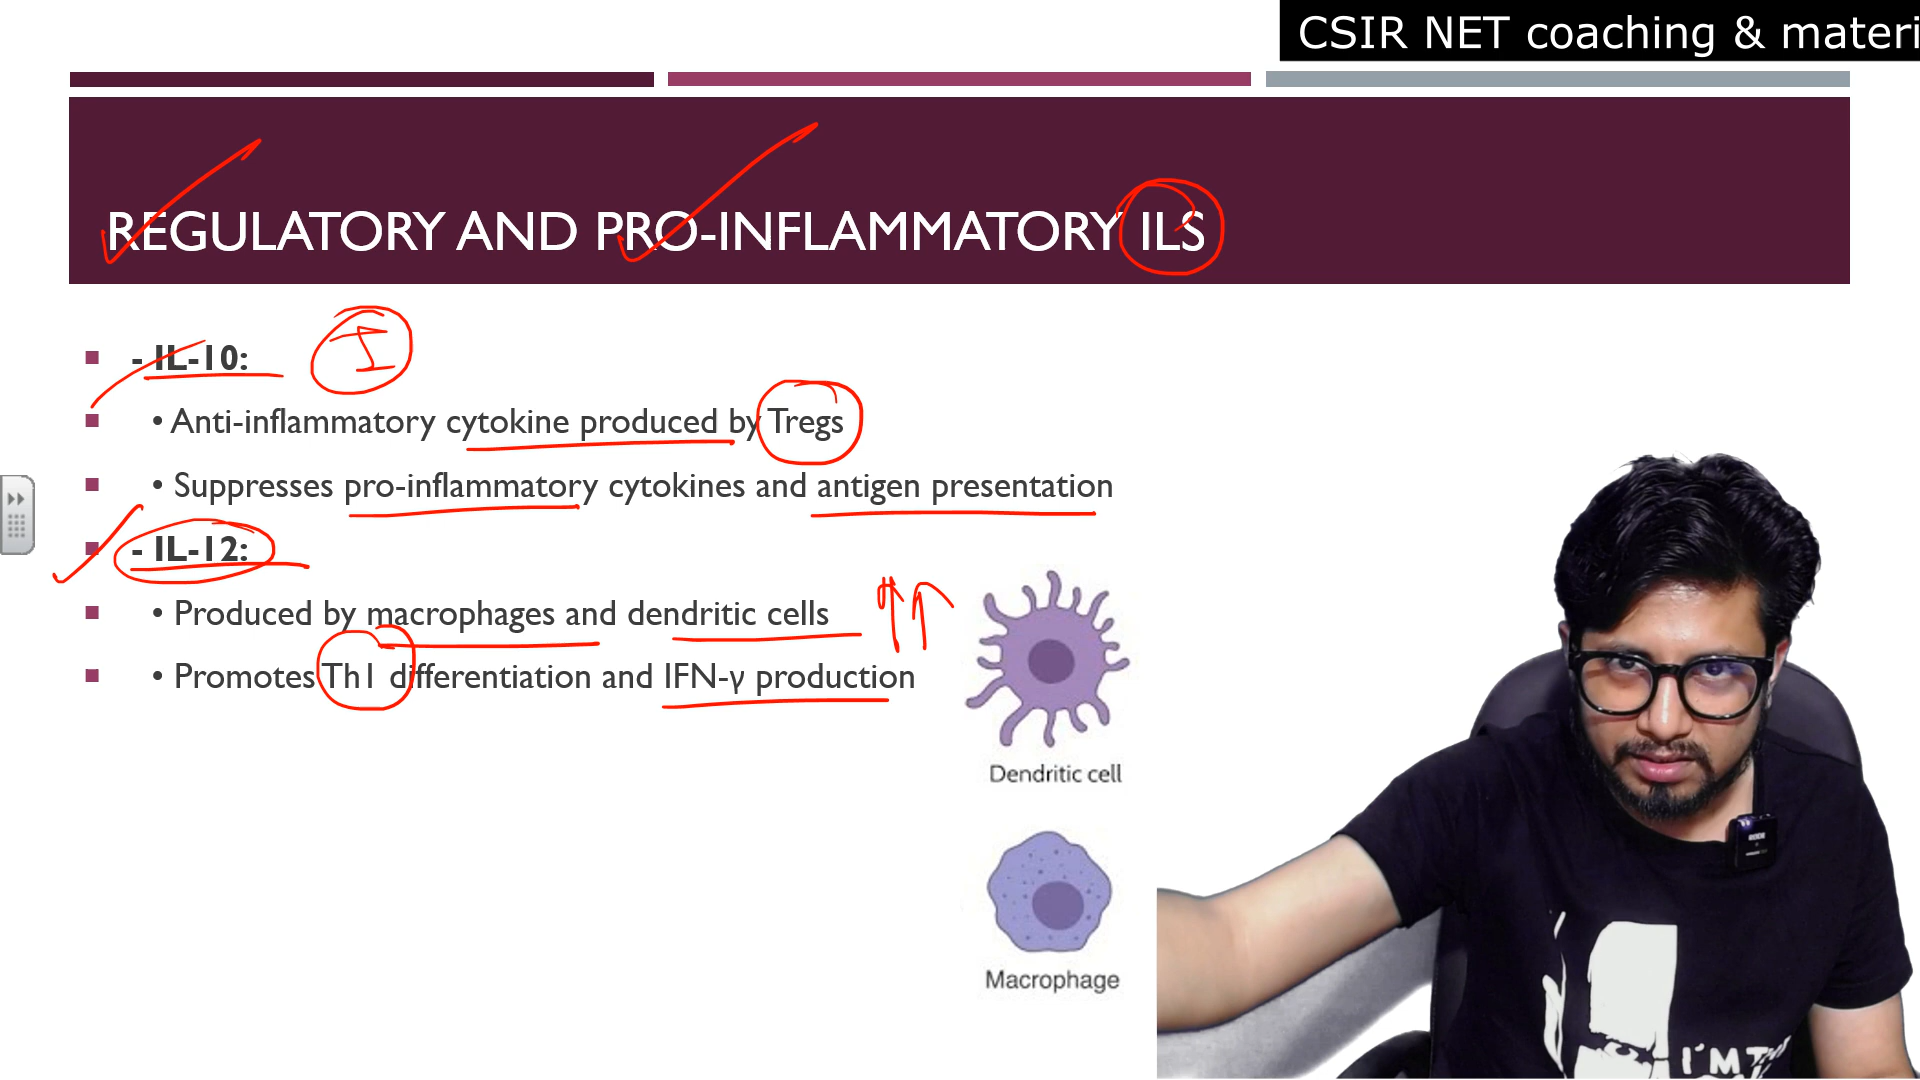 CSIR NET coaching & materi
REGULATORY AND PRO-INFLAMMATORY ILS
- IL-10:
I
• Anti-inflammatory cytokine produced by Tregs
• Suppresses pro-inflammatory cytokines and antigen presentation
- IL-12:
• Produced by macrophages and dendritic cells
• Promotes Th1 differentiation and IFN-γ production
Dendritic cell
Macrophage
RODE
I'M